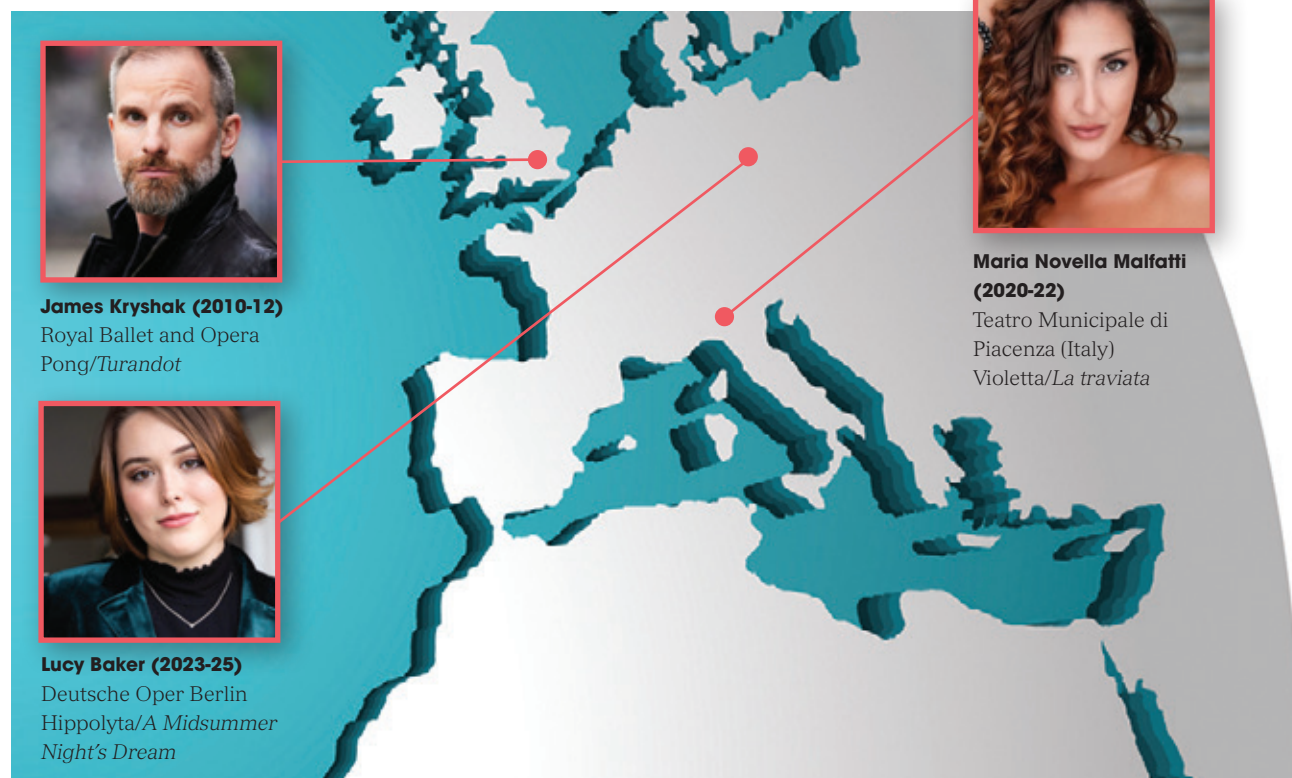 James Kryshak (2010-12)
Royal Ballet and Opera
Pong/Turandot
Lucy Baker (2023-25)
Deutsche Oper Berlin
Hippolyta/A Midsummer
Night's Dream
Maria Novella Malfatti
(2020-22)
Teatro Municipale di
Piacenza (Italy)
Violetta/La traviata